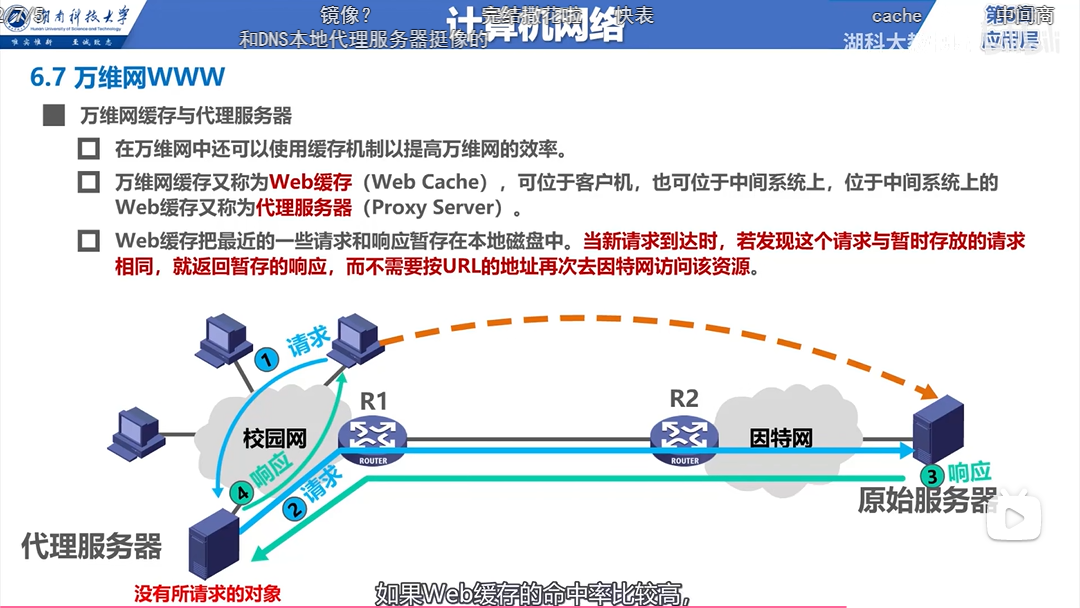 镜像？
完结撒花啦
快表
cache
中间商
湖南科技大学
Hunan University of Science and Technology
唯实惟新 至诚致志
和DNS本地代理服务器挺像的
计算机网络
应用层
6.7 万维网WWW
万维网缓存与代理服务器
在万维网中还可以使用缓存机制以提高万维网的效率。
万维网缓存又称为Web缓存（Web Cache），可位于客户机，也可位于中间系统上，位于中间系统上的
Web缓存又称为代理服务器（Proxy Server）。
Web缓存把最近的一些请求和响应暂存在本地磁盘中。当新请求到达时，若发现这个请求与暂时存放的请求
相同，就返回暂存的响应，而不需要按URL的地址再次去因特网访问该资源。
1 请求
R1
R2
校园网
ROUTER
ROUTER
因特网
4 响应
2 请求
3 响应
原始服务器
代理服务器
没有所请求的对象
如果Web缓存的命中率比较高，